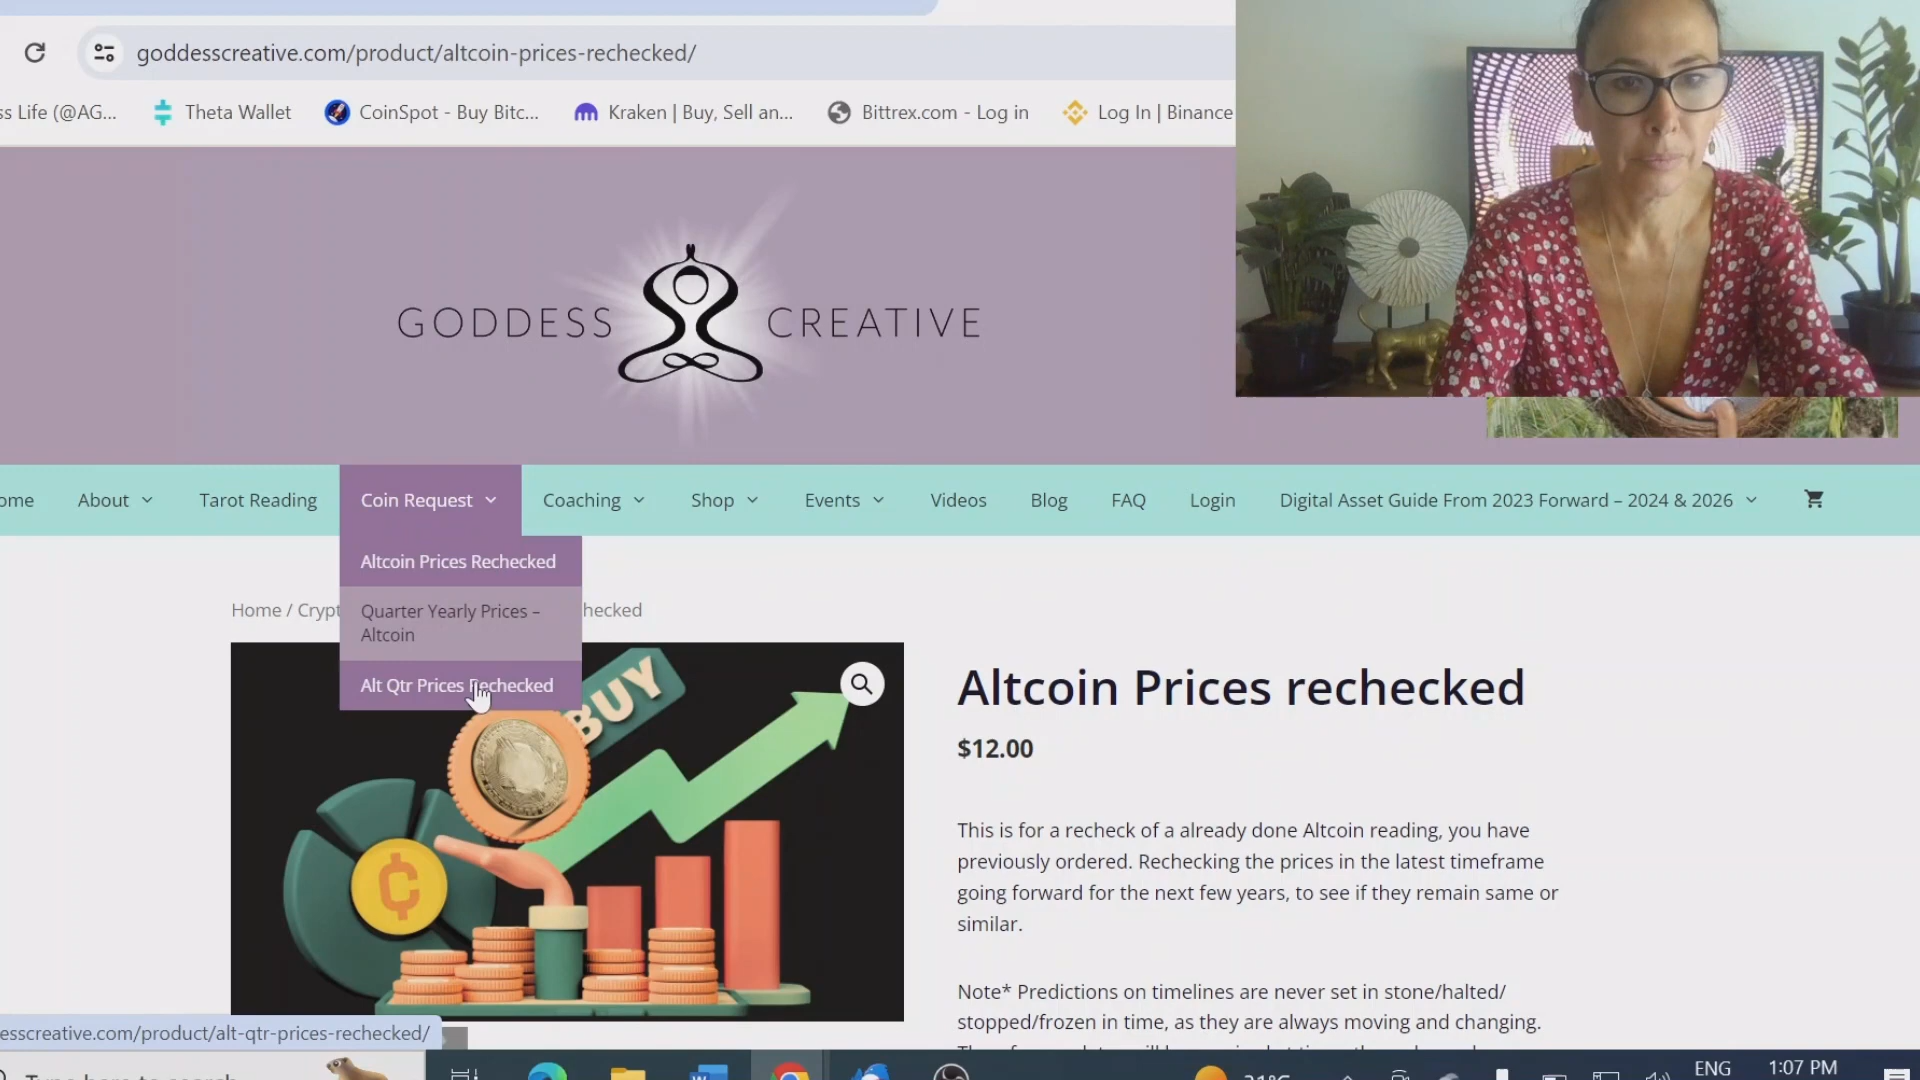 goddesscreative.com/product/altcoin-prices-rechecked/
ss Life (@AG... Theta Wallet CoinSpot - Buy Bitc... Kraken | Buy, Sell an... Bittrex.com - Log in Log In | Binance
GODDESS CREATIVE
ome About Tarot Reading Coin Request Coaching Shop Events Videos Blog FAQ Login Digital Asset Guide From 2023 Forward – 2024 & 2026
Altcoin Prices Rechecked
Quarter Yearly Prices –
Altcoin
Alt Qtr Prices Rechecked
Home / Crypt hecked
BUY
Altcoin Prices rechecked
$12.00
This is for a recheck of a already done Altcoin reading, you have
previously ordered. Rechecking the prices in the latest timeframe
going forward for the next few years, to see if they remain same or
similar.
Note* Predictions on timelines are never set in stone/halted/
stopped/frozen in time, as they are always moving and changing.
esscreative.com/product/alt-qtr-prices-rechecked/
Type here to search
31°C
ENG
1:07 PM